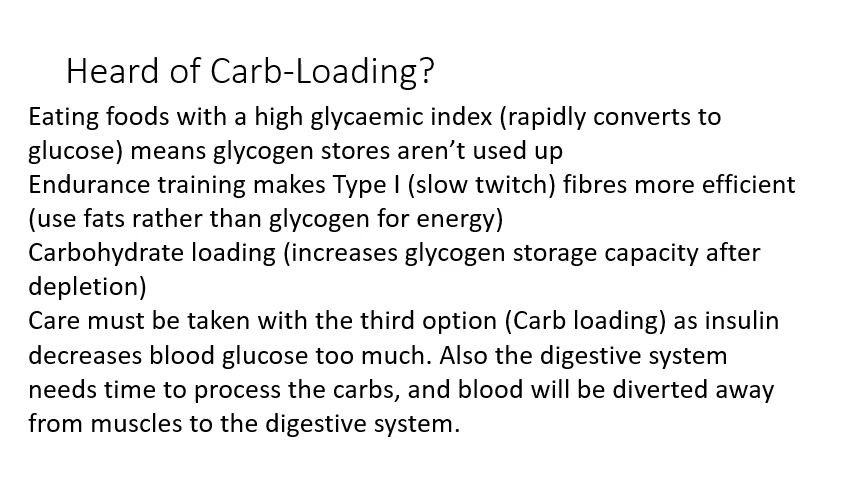 Heard of Carb-Loading?
Eating foods with a high glycaemic index (rapidly converts to
glucose) means glycogen stores aren’t used up
Endurance training makes Type I (slow twitch) fibres more efficient
(use fats rather than glycogen for energy)
Carbohydrate loading (increases glycogen storage capacity after
depletion)
Care must be taken with the third option (Carb loading) as insulin
decreases blood glucose too much. Also the digestive system
needs time to process the carbs, and blood will be diverted away
from muscles to the digestive system.